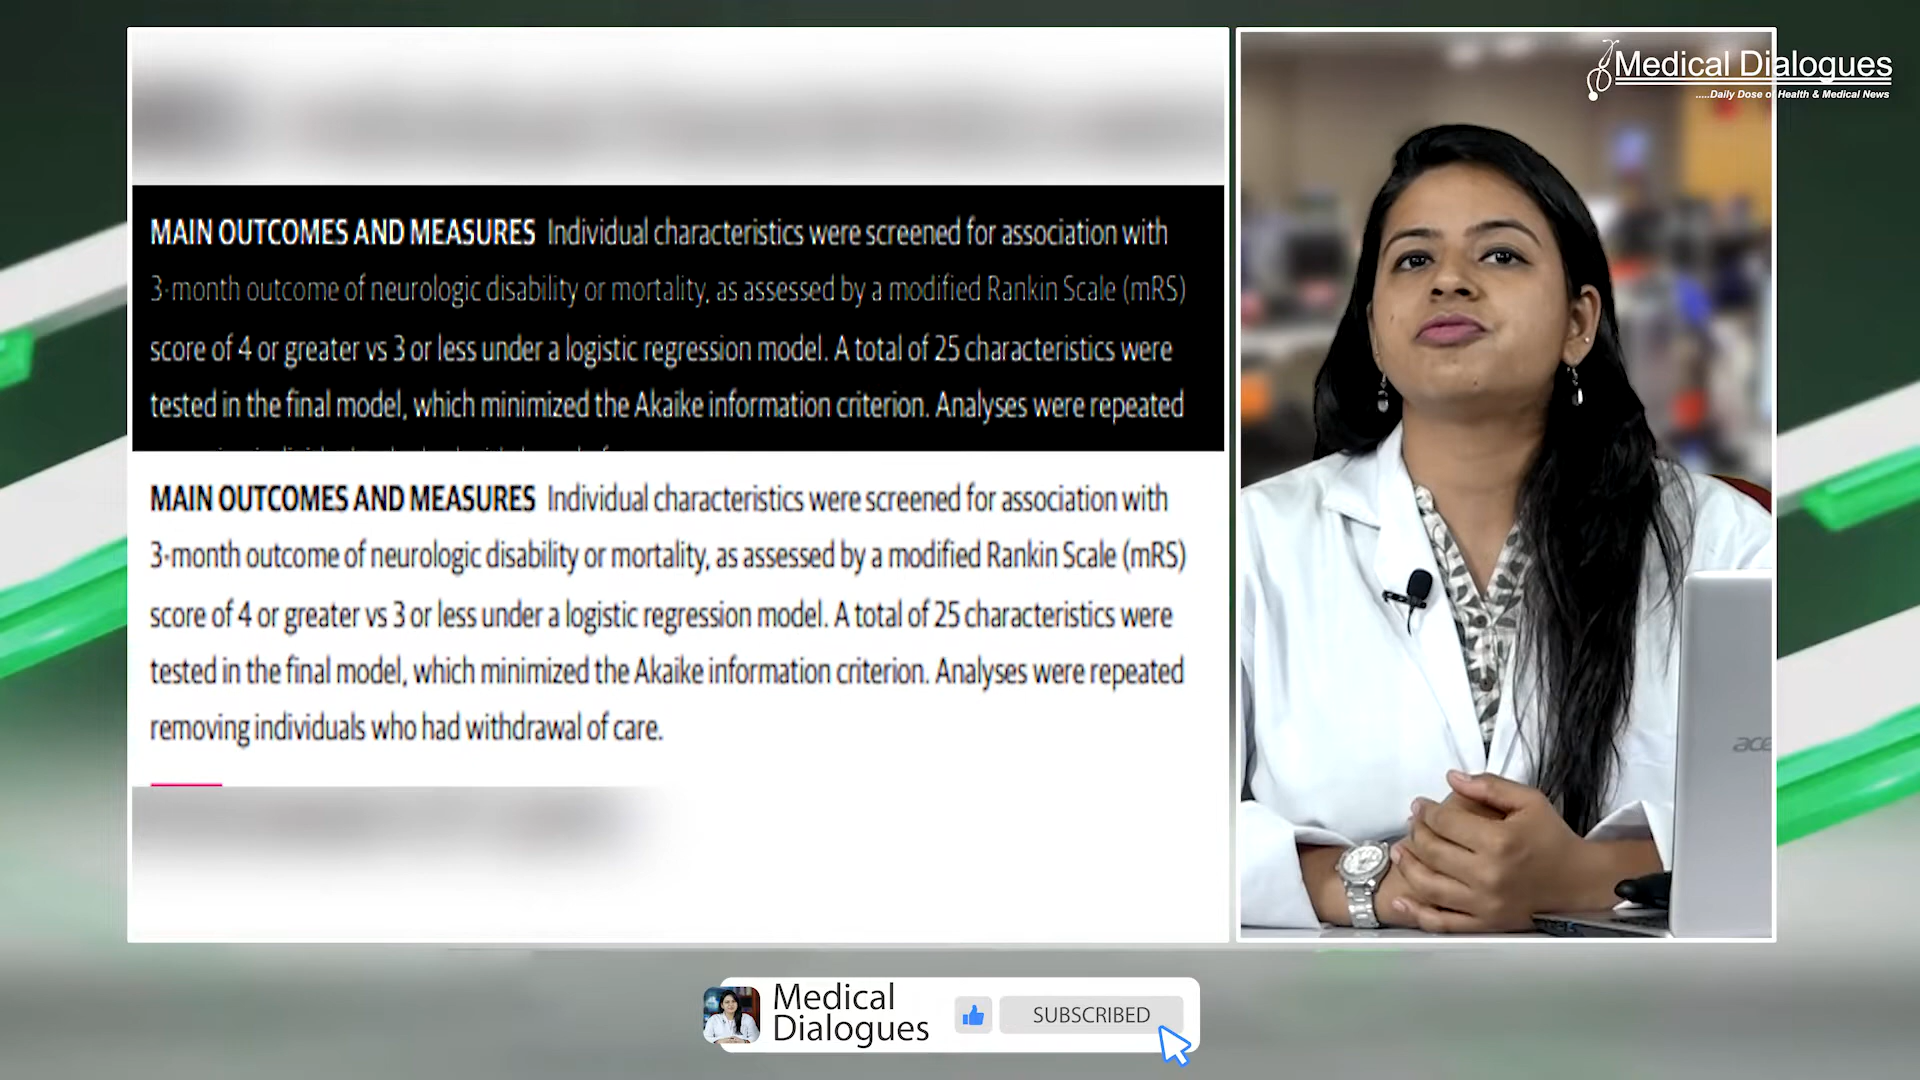 Medical Dialogues
.....Daily Dose of Health & Medical News
MAIN OUTCOMES AND MEASURES Individual characteristics were screened for association with
3-month outcome of neurologic disability or mortality, as assessed by a modified Rankin Scale (mRS)
score of 4 or greater vs 3 or less under a logistic regression model. A total of 25 characteristics were
tested in the final model, which minimized the Akaike information criterion. Analyses were repeated
MAIN OUTCOMES AND MEASURES Individual characteristics were screened for association with
3-month outcome of neurologic disability or mortality, as assessed by a modified Rankin Scale (mRS)
score of 4 or greater vs 3 or less under a logistic regression model. A total of 25 characteristics were
tested in the final model, which minimized the Akaike information criterion. Analyses were repeated
removing individuals who had withdrawal of care.
acer
Medical
Dialogues
SUBSCRIBED